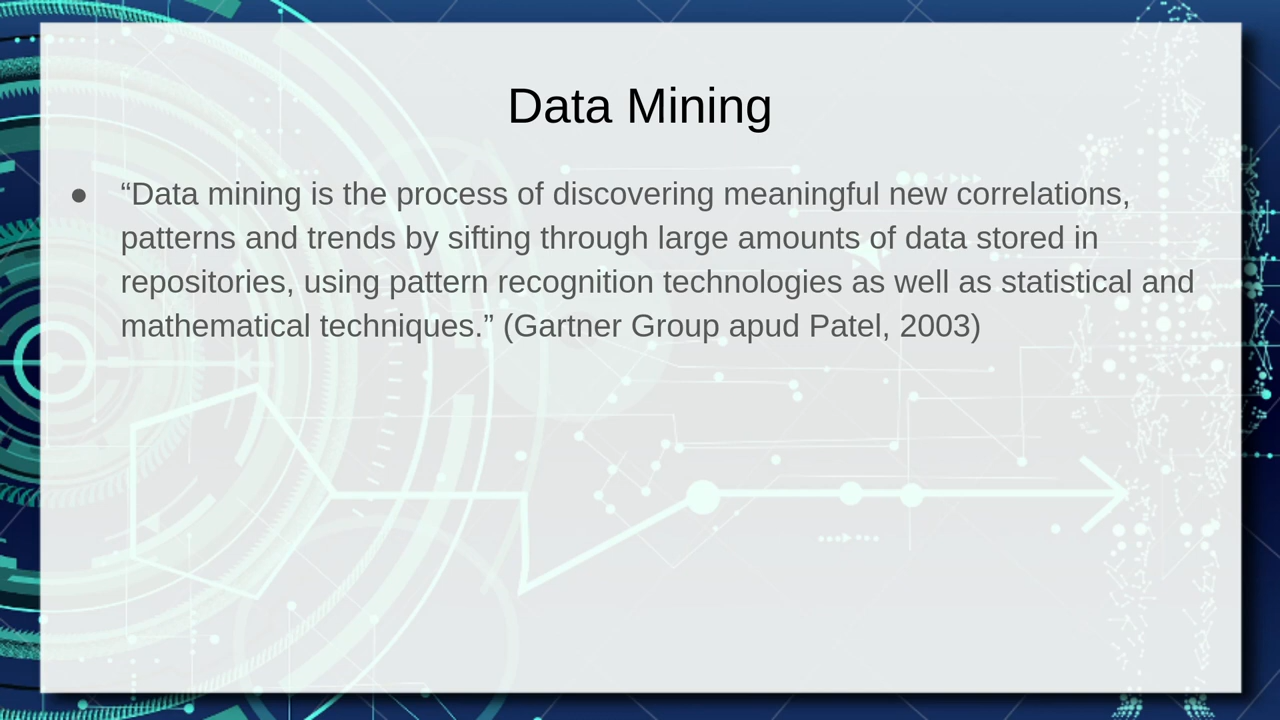 Data Mining
● “Data mining is the process of discovering meaningful new correlations,
patterns and trends by sifting through large amounts of data stored in
repositories, using pattern recognition technologies as well as statistical and
mathematical techniques.” (Gartner Group apud Patel, 2003)